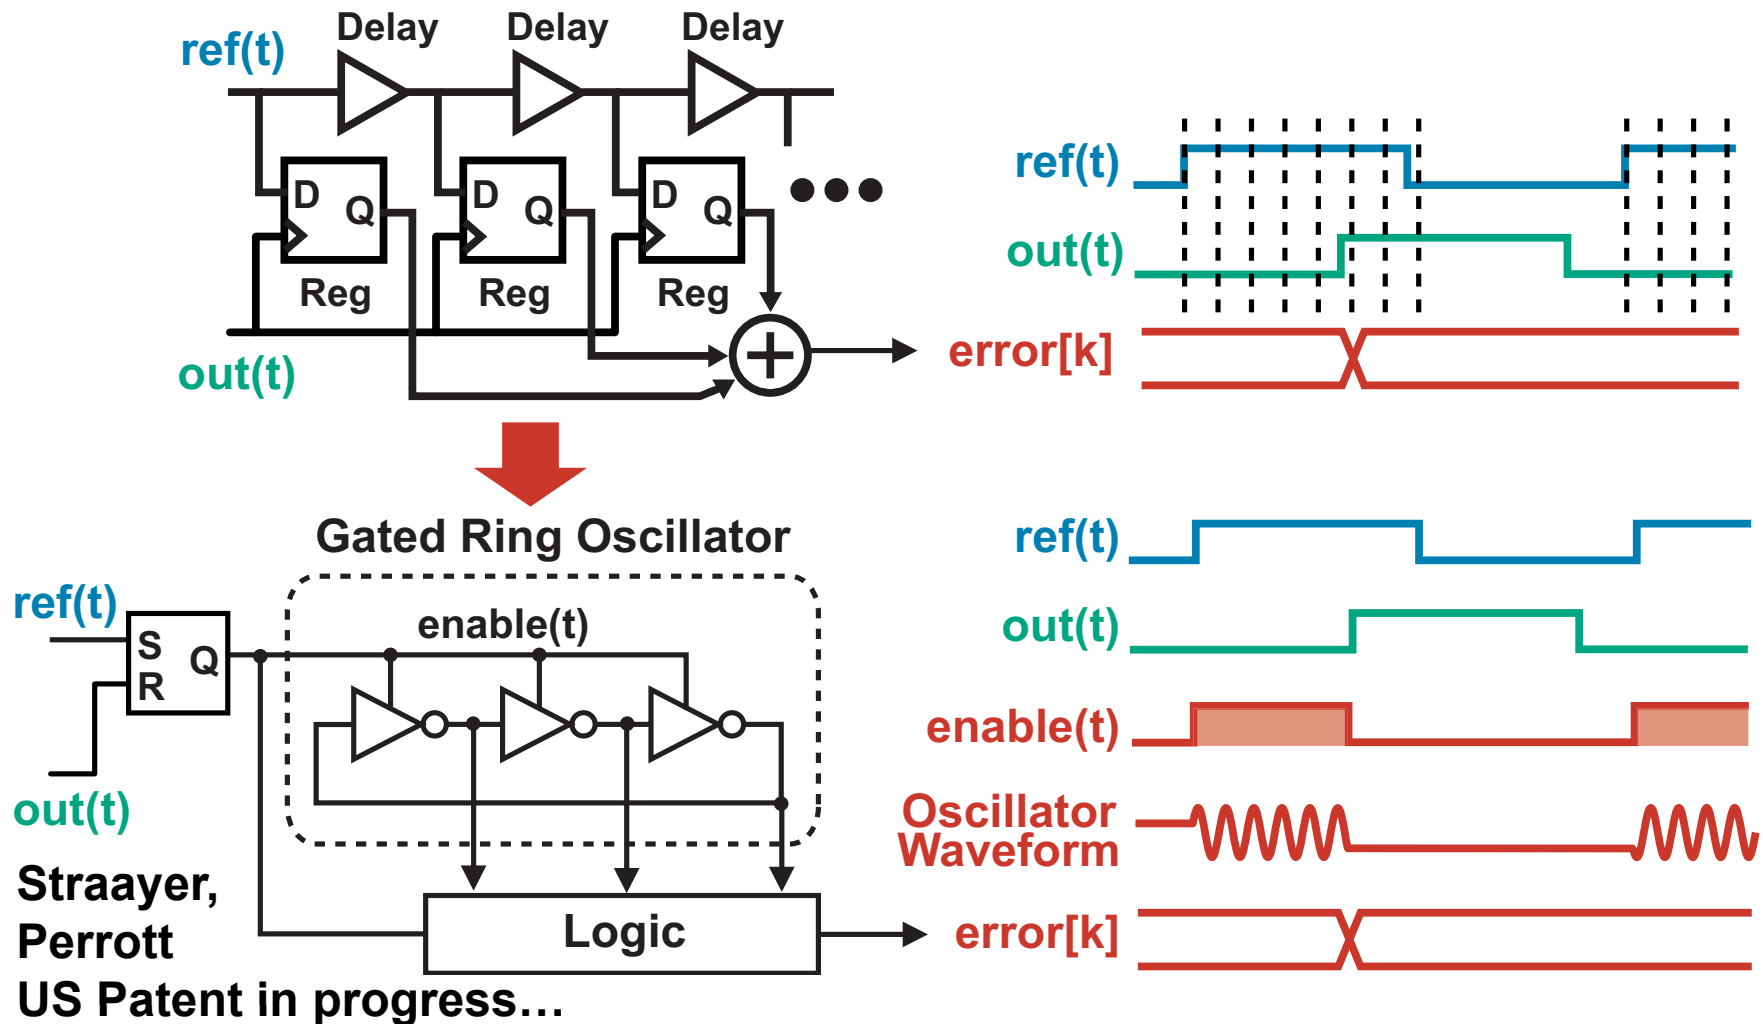 Delay Delay Delay
ref(t)
D Q D Q D Q
Reg Reg Reg
out(t)
ref(t)
out(t)
error[k]
Gated Ring Oscillator
ref(t)
S
R
Q
enable(t)
out(t)
Logic
Straayer,
Perrott
US Patent in progress…
ref(t)
out(t)
enable(t)
Oscillator
Waveform
error[k]